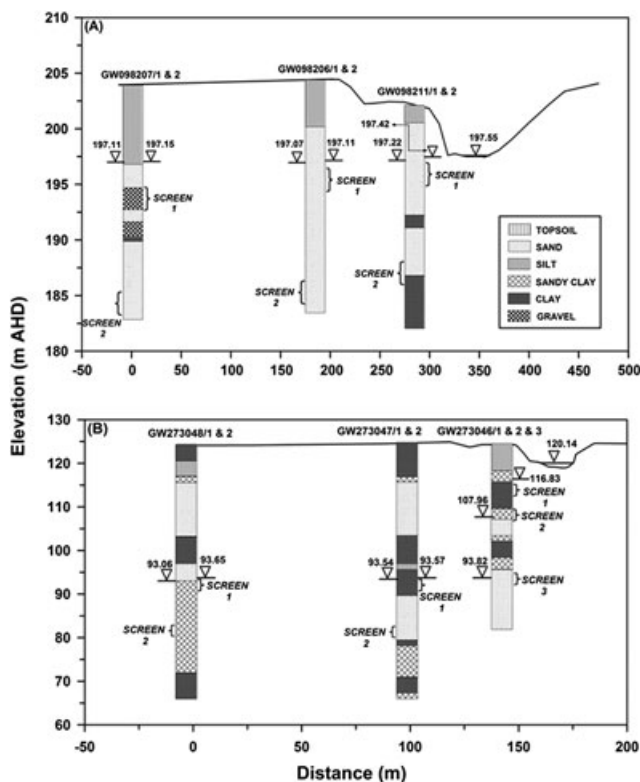 (A)
GW098207/1 & 2
GW098206/1 & 2
GW098211/1 & 2
197.11
197.15
197.07
197.11
197.22
197.42
197.55
SCREEN 1
SCREEN 2
SCREEN 1
SCREEN 2
SCREEN 1
SCREEN 2
TOPSOIL
SAND
SILT
SANDY CLAY
CLAY
GRAVEL
210
205
200
195
190
185
180
-50
0
50
100
150
200
250
300
350
400
450
500
Elevation (m AHD)
(B)
GW273048/1 & 2
GW273047/1 & 2
GW273046/1 & 2 & 3
120.14
116.83
107.96
93.82
93.06
93.65
93.54
93.57
SCREEN 1
SCREEN 2
SCREEN 1
SCREEN 2
SCREEN 1
SCREEN 2
SCREEN 3
130
120
110
100
90
80
70
60
-50
0
50
100
150
200
Distance (m)